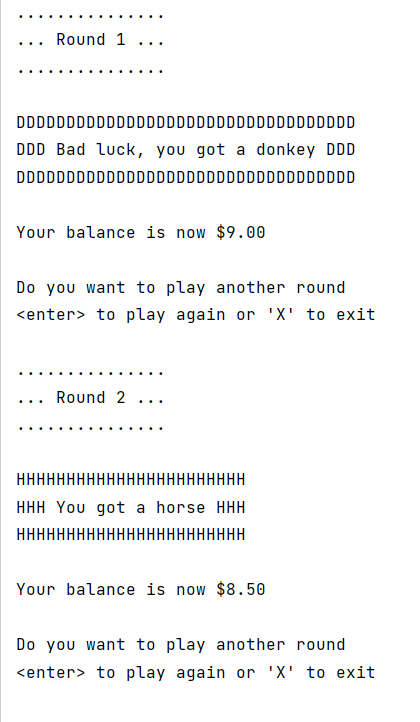 ...............
... Round 1 ...
...............
DDDDDDDDDDDDDDDDDDDDDDDDDDDDDDDDDD
DDD Bad luck, you got a donkey DDD
DDDDDDDDDDDDDDDDDDDDDDDDDDDDDDDDDD
Your balance is now $9.00
Do you want to play another round
<enter> to play again or 'X' to exit
...............
... Round 2 ...
...............
HHHHHHHHHHHHHHHHHHHHHHH
HHH You got a horse HHH
HHHHHHHHHHHHHHHHHHHHHHH
Your balance is now $8.50
Do you want to play another round
<enter> to play again or 'X' to exit